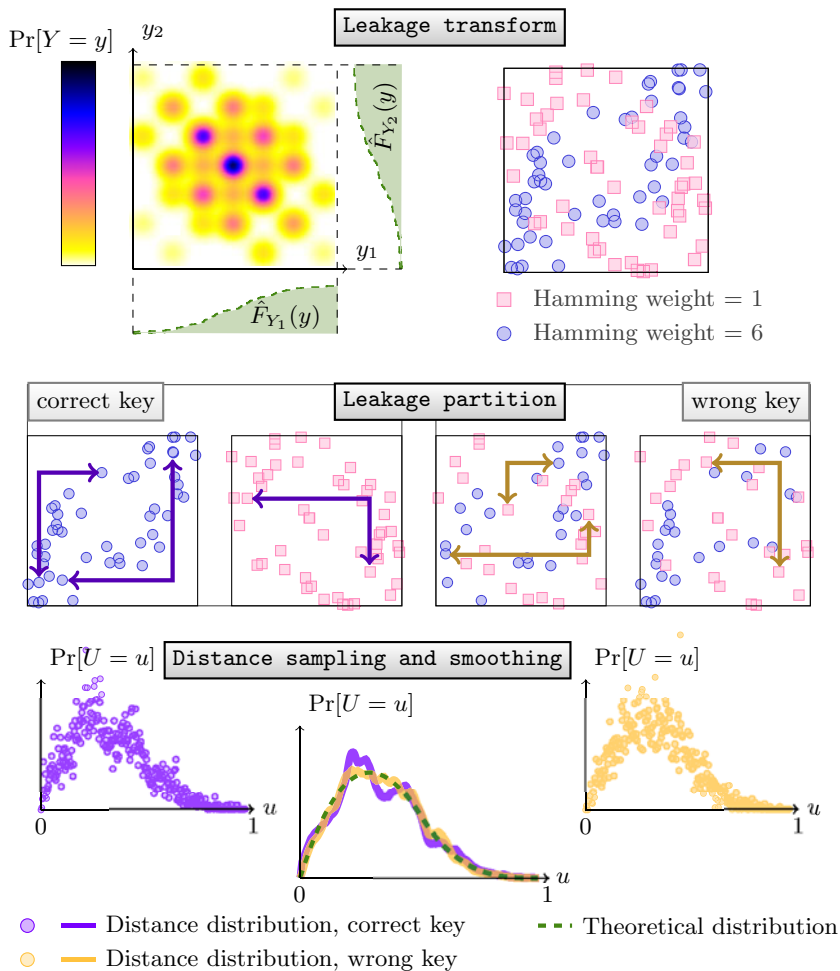 Leakage transform
Pr[Y = y]
y₂
F̂_Y₂(y)
y₁
F̂_Y₁(y)
Hamming weight = 1
Hamming weight = 6
correct key
Leakage partition
wrong key
Distance sampling and smoothing
Pr[U = u]
u
0
1
Pr[U = u]
u
0
1
Pr[U = u]
u
0
1
Distance distribution, correct key
Theoretical distribution
Distance distribution, wrong key